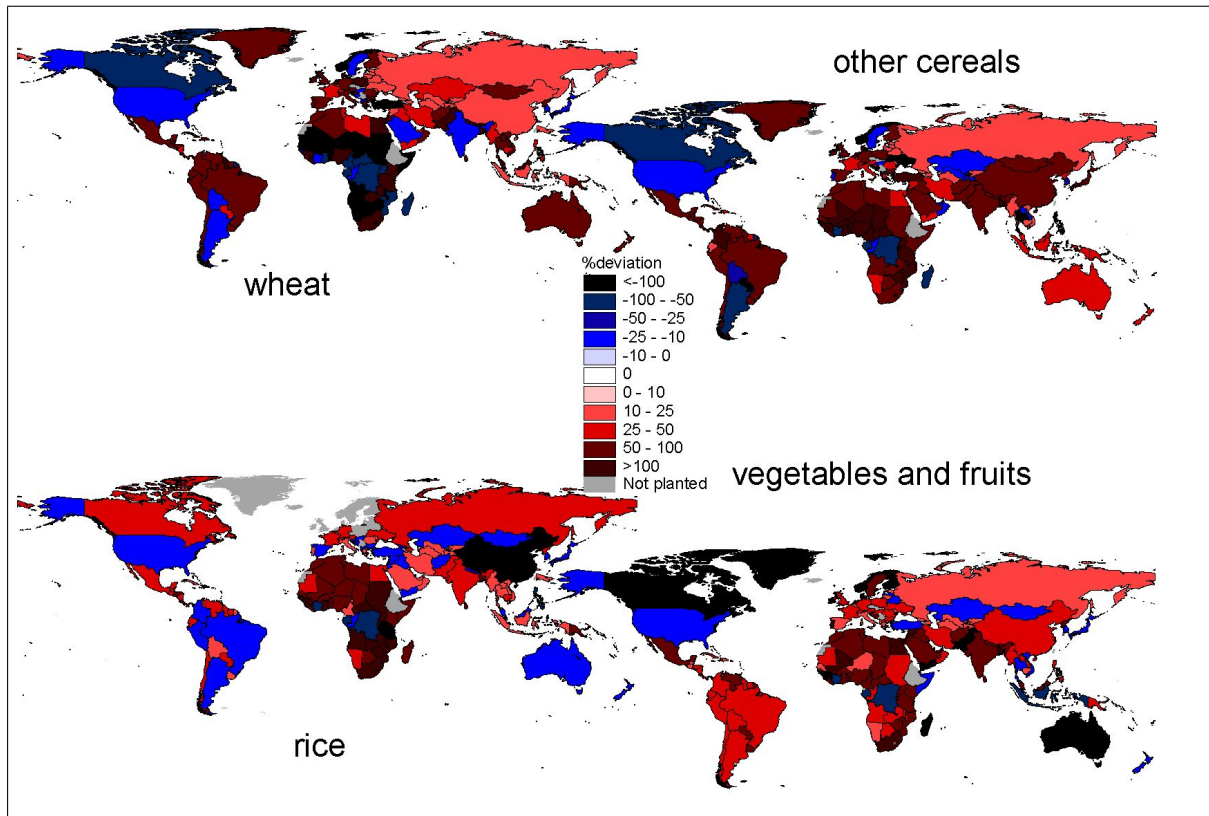 other cereals
wheat
%deviation
<-100
-100 - -50
-50 - -25
-25 - -10
-10 - 0
0
0 - 10
10 - 25
25 - 50
50 - 100
>100
Not planted
vegetables and fruits
rice